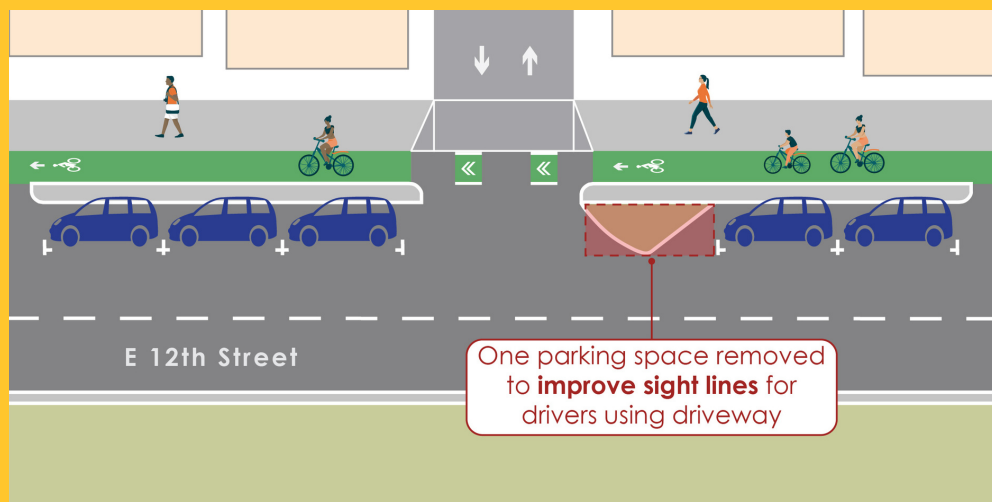 E 12th Street
One parking space removed
to improve sight lines for
drivers using driveway